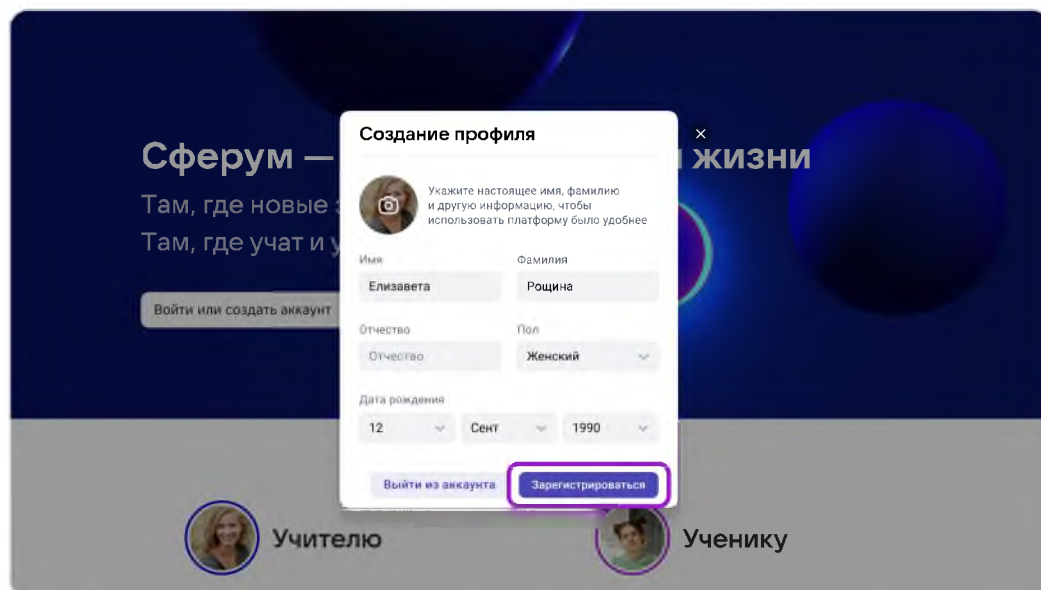 Создание профиля
Сферум —
жизни
Укажите настоящее имя, фамилию
и другую информацию, чтобы
использовать платформу было удобнее
Там, где новые
Там, где учат и
Имя
Фамилия
Елизавета
Рощина
Войти или создать аккаунт
Отчество
Пол
Отчество
Женский
Дата рождения
12
Сент
1990
Выйти из аккаунта
Зарегистрироваться
Учителю
Ученику